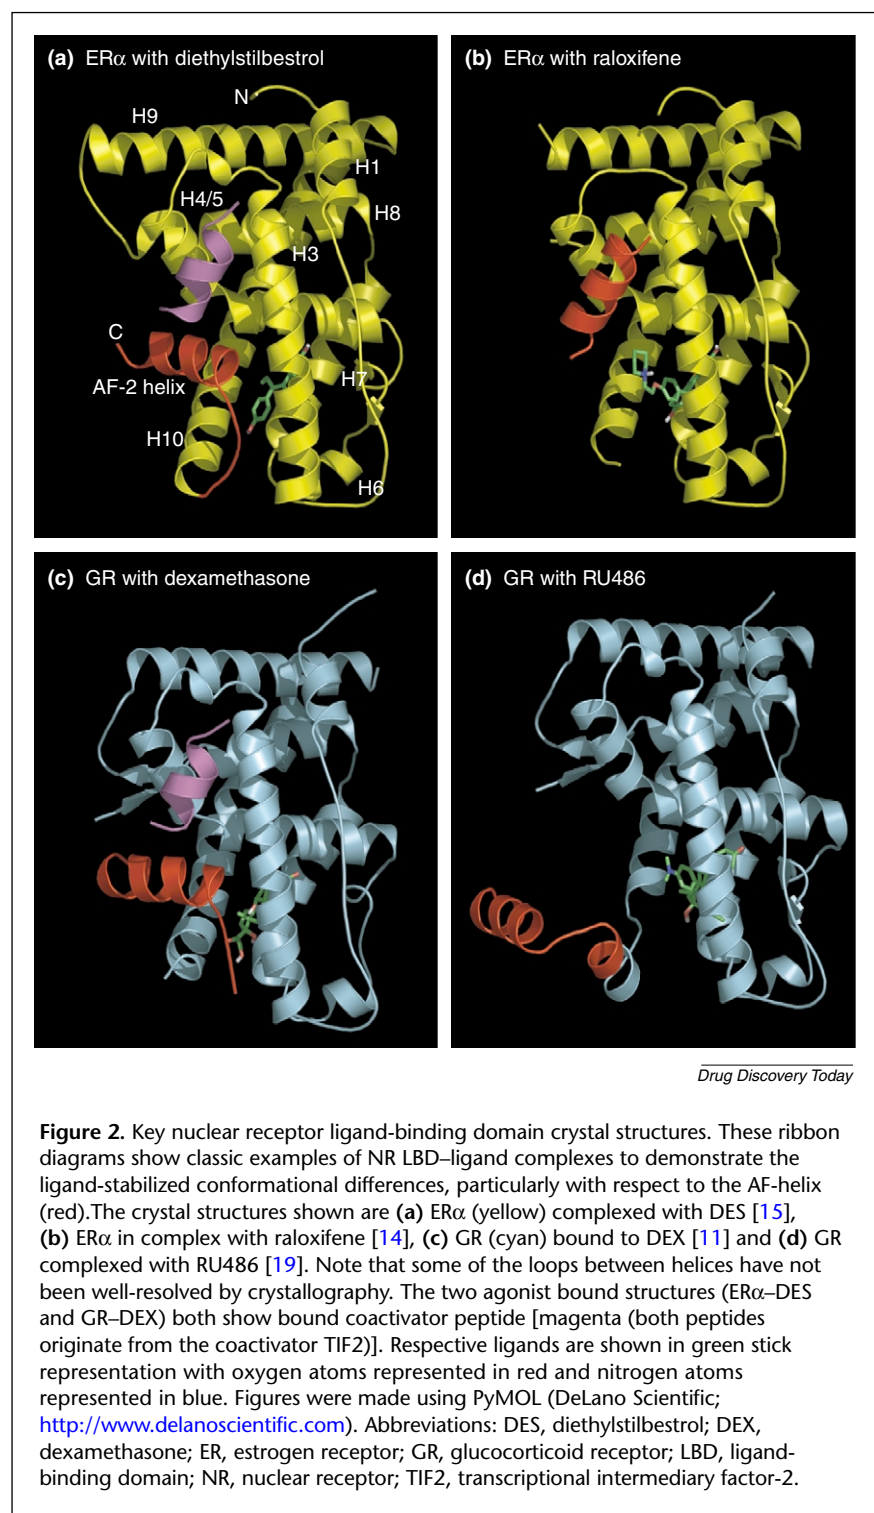 (a) ERα with diethylstilbestrol
N
H9
H1
H4/5
H8
H3
C
H7
AF-2 helix
H10
H6
(b) ERα with raloxifene
(c) GR with dexamethasone
(d) GR with RU486
Drug Discovery Today
Figure 2. Key nuclear receptor ligand-binding domain crystal structures. These ribbon
diagrams show classic examples of NR LBD–ligand complexes to demonstrate the
ligand-stabilized conformational differences, particularly with respect to the AF-helix
(red).The crystal structures shown are (a) ERα (yellow) complexed with DES [15],
(b) ERα in complex with raloxifene [14], (c) GR (cyan) bound to DEX [11] and (d) GR
complexed with RU486 [19]. Note that some of the loops between helices have not
been well-resolved by crystallography. The two agonist bound structures (ERα–DES
and GR–DEX) both show bound coactivator peptide [magenta (both peptides
originate from the coactivator TIF2)]. Respective ligands are shown in green stick
representation with oxygen atoms represented in red and nitrogen atoms
represented in blue. Figures were made using PyMOL (DeLano Scientific;
http://www.delanoscientific.com). Abbreviations: DES, diethylstilbestrol; DEX,
dexamethasone; ER, estrogen receptor; GR, glucocorticoid receptor; LBD, ligand-
binding domain; NR, nuclear receptor; TIF2, transcriptional intermediary factor-2.